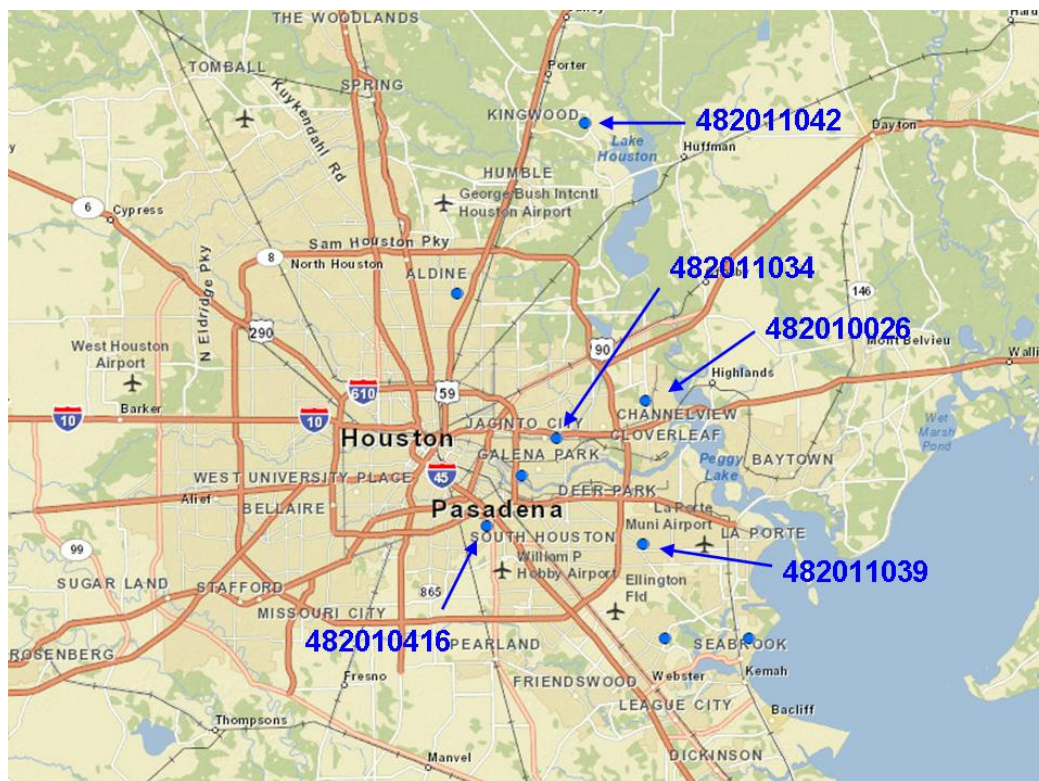 THE WOODLANDS
TOMBALL
SPRING
Porter
Kuykendahl Rd
KINGWOOD
482011042
Dayton
Lake
Houston
Huffman
HUMBLE
George Bush Intcntl
Houston Airport
6
Cypress
Sam Houston Pky
8
North Houston
ALDINE
482011034
N Eldridge Pky
146
290
482010026
90
Mont Belvieu
West Houston
Airport
Highlands
610
59
Barker
10
10
JACINTO CITY
CHANNELVIEW
CLOVERLEAF
Wet
Marsh
Pond
Houston
GALENA PARK
Peggy
Lake
BAYTOWN
WEST UNIVERSITY PLACE
45
DEER PARK
Alief
BELLAIRE
Pasadena
La Porte
Muni Airport
LA PORTE
SOUTH HOUSTON
99
William P
Hobby Airport
482011039
SUGAR LAND
STAFFORD
865
Ellington
Fld
MISSOURI CITY
482010416
PEARLAND
SEABROOK
ROSENBERG
Fresno
FRIENDSWOOD
Webster
Kemah
LEAGUE CITY
Thompsons
Bacliff
Manvel
DICKINSON